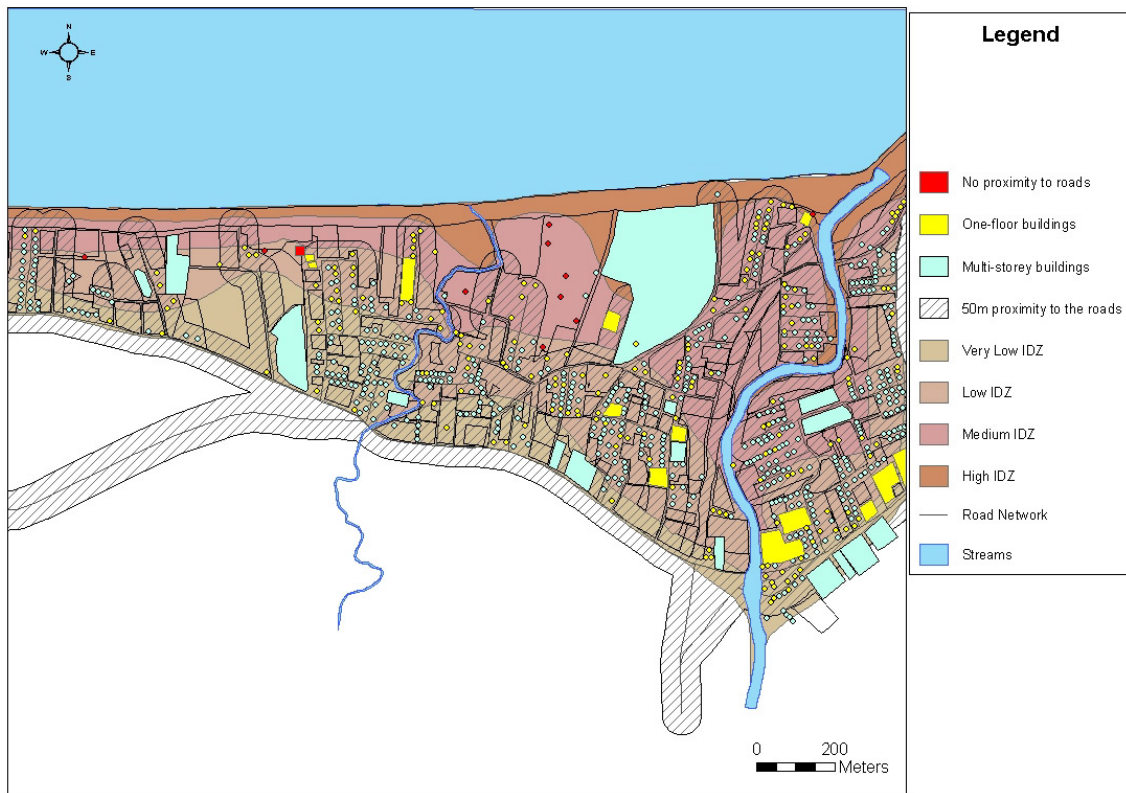 N
W E
S
Legend
No proximity to roads
One-floor buildings
Multi-storey buildings
50m proximity to the roads
Very Low IDZ
Low IDZ
Medium IDZ
High IDZ
Road Network
Streams
0 200
Meters